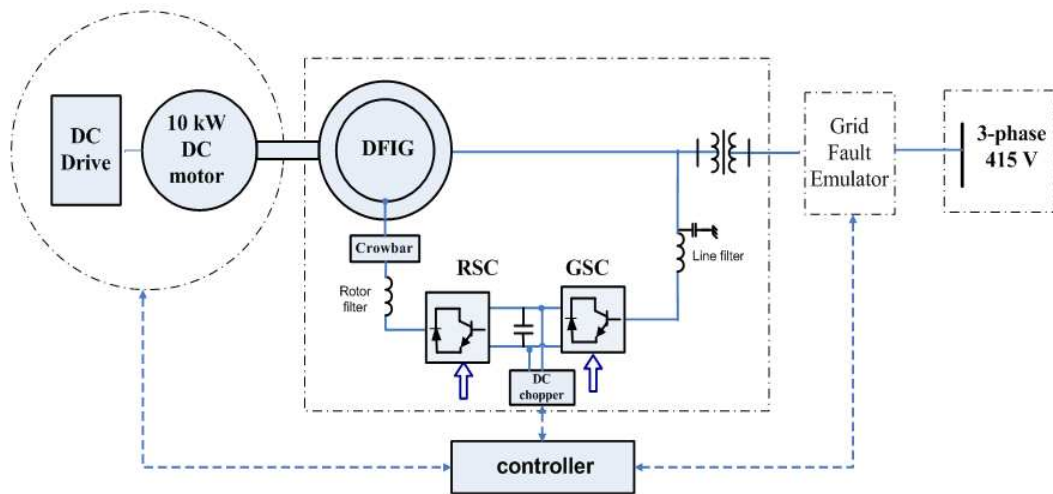 DC
Drive
10 kW
DC
motor
DFIG
Grid
Fault
Emulator
3-phase
415 V
Crowbar
Rotor
filter
RSC
GSC
Line filter
DC
chopper
controller